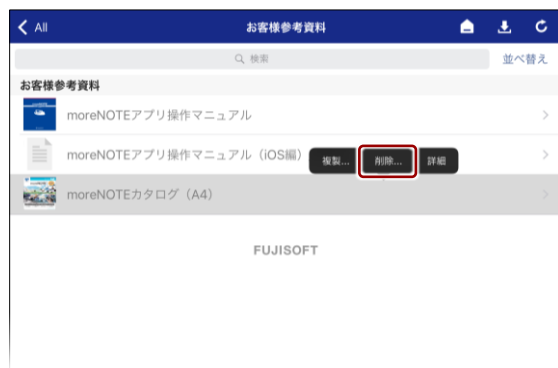 All お客様参考資料
検索 並べ替え
お客様参考資料
moreNOTEアプリ操作マニュアル
moreNOTEアプリ操作マニュアル（iOS編）
複製... 削除... 詳細
moreNOTEカタログ（A4）
FUJISOFT